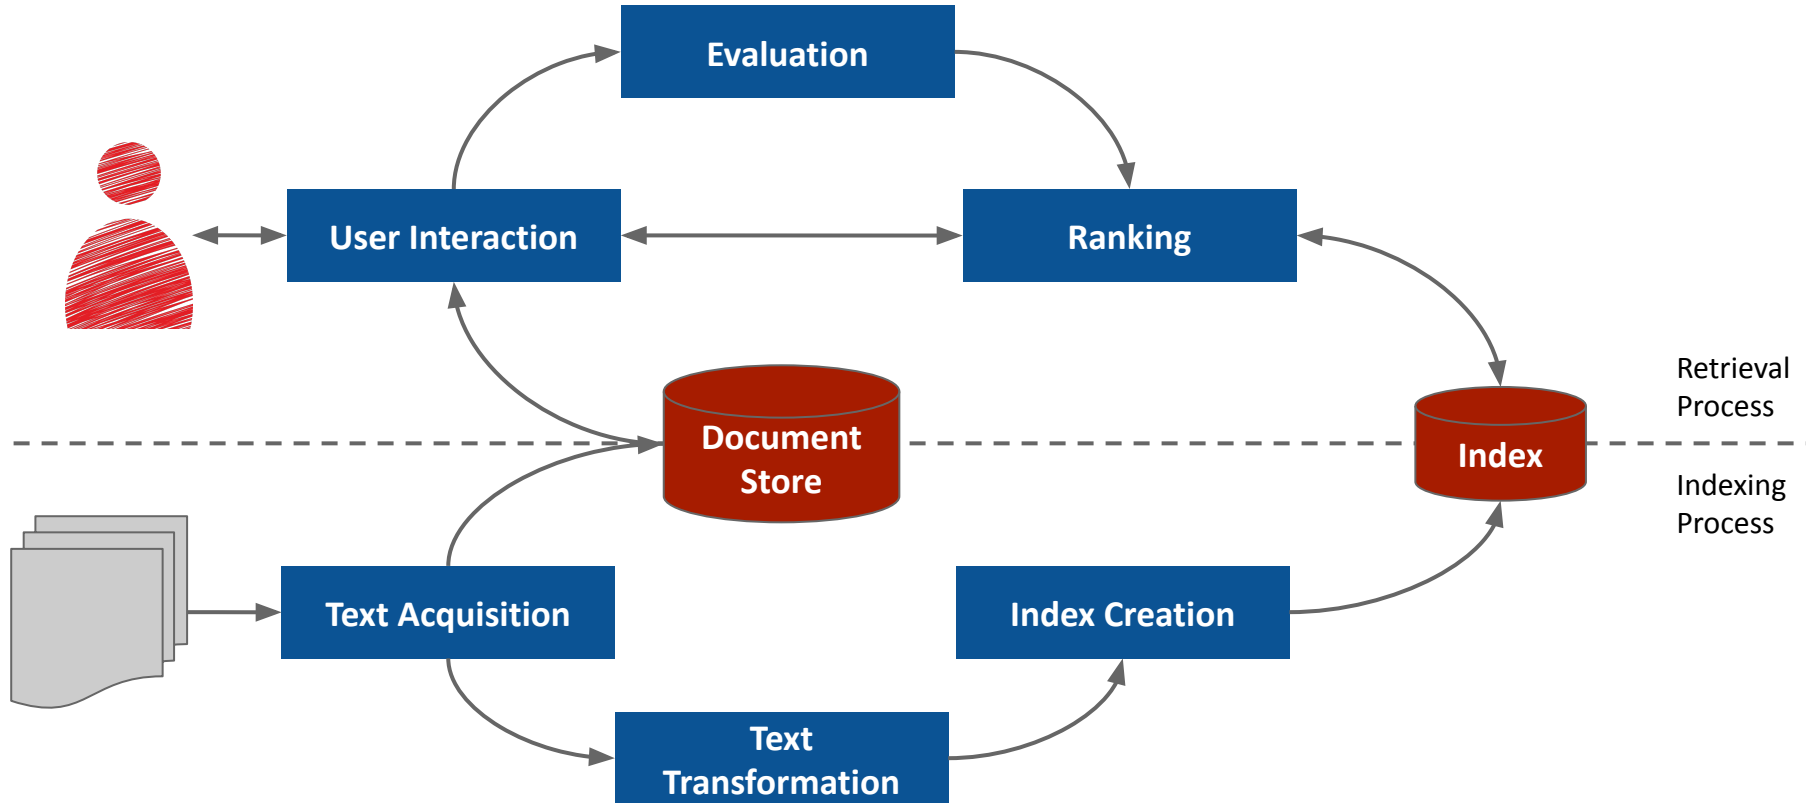 Evaluation
User Interaction
Ranking
Retrieval
Process
Document
Store
Index
Indexing
Process
Text Acquisition
Index Creation
Text
Transformation